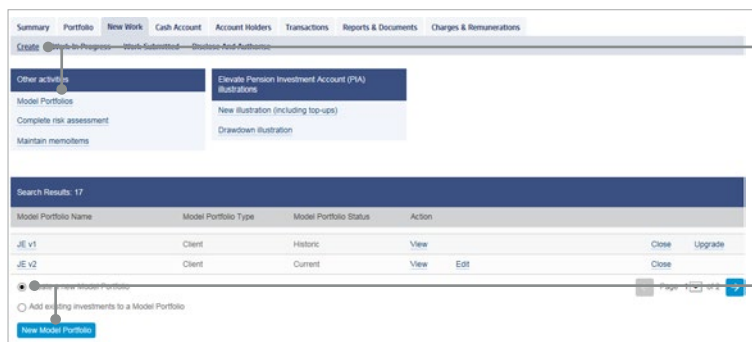 Summary Portfolio New Work Cash Account Account Holders Transactions Reports & Documents Charges & Remunerations
Create Work In Progress Work Submitted Disclose And Authorise
Other activities
Model Portfolios
Complete risk assessment
Maintain memoitems
Elevate Pension Investment Account (PIA)
illustrations
New illustration (including top-ups)
Drawdown illustration
Search Results: 17
Model Portfolio Name Model Portfolio Type Model Portfolio Status Action
JE v1 Client Historic View Close Upgrade
JE v2 Client Current View Edit Close
Create a new Model Portfolio Page 1 of 2
Add existing investments to a Model Portfolio
New Model Portfolio